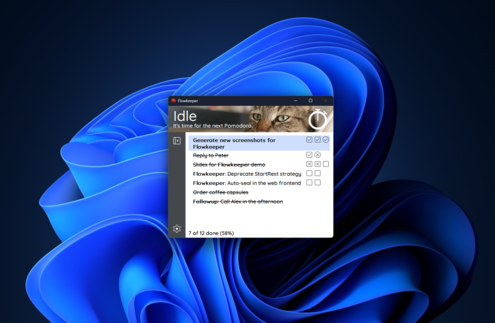 Flowkeeper
Idle
It's time for the next Pomodoro.
Generate new screenshots for
Flowkeeper
Reply to Peter
Slides for Flowkeeper demo
Flowkeeper: Deprecate StartRest strategy
Flowkeeper: Auto-seal in the web frontend
Order coffee capsules
Followup: Call Alex in the afternoon
7 of 12 done (58%)